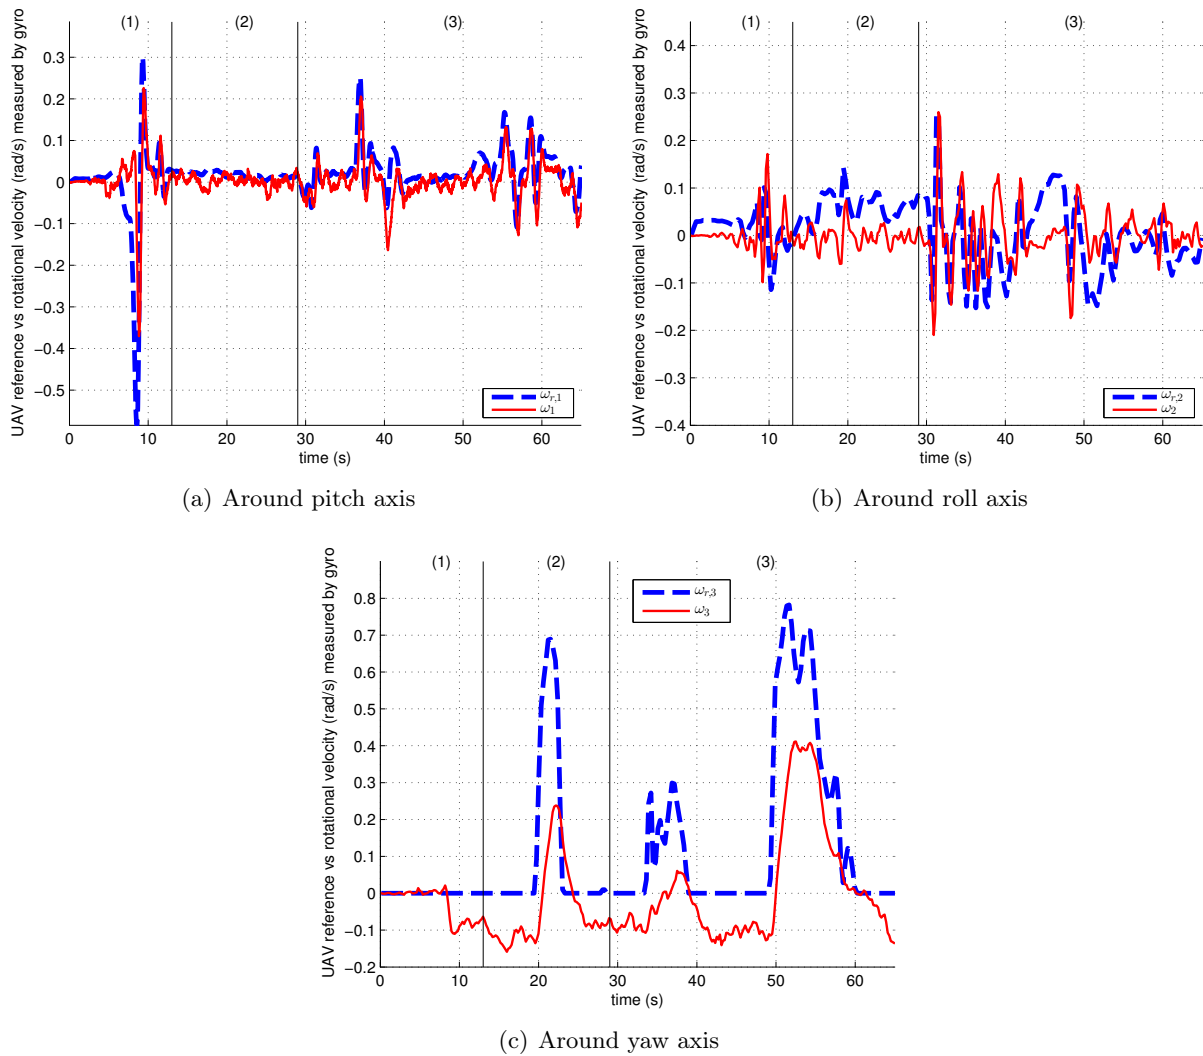 (1) (2) (3)
UAV reference vs rotational velocity (rad/s) measured by gyro
0.3
0.2
0.1
0
−0.1
−0.2
−0.3
−0.4
−0.5
0 10 20 30 40 50 60
time (s)
ω_{r,1}
ω_1
(a) Around pitch axis
(1) (2) (3)
UAV reference vs rotational velocity (rad/s) measured by gyro
0.4
0.3
0.2
0.1
0
−0.1
−0.2
−0.3
−0.4
0 10 20 30 40 50 60
time (s)
ω_{r,2}
ω_2
(b) Around roll axis
(1) (2) (3)
UAV reference vs rotational velocity (rad/s) measured by gyro
0.8
0.7
0.6
0.5
0.4
0.3
0.2
0.1
0
−0.1
−0.2
0 10 20 30 40 50 60
time (s)
ω_{r,3}
ω_3
(c) Around yaw axis